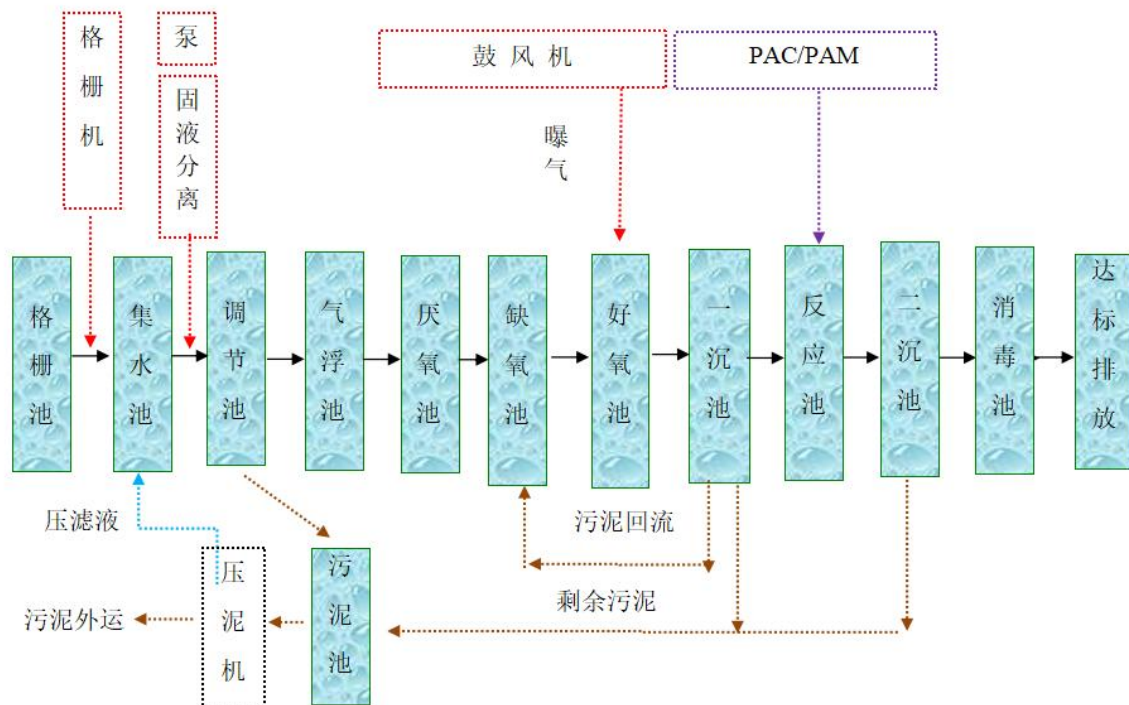 格栅机
泵
固液分离
鼓风机
PAC/PAM
曝气
格栅池
集水池
调节池
气浮池
厌氧池
缺氧池
好氧池
一沉池
反应池
二沉池
消毒池
达标排放
压滤液
污泥回流
剩余污泥
污泥外运
压泥机
污泥池